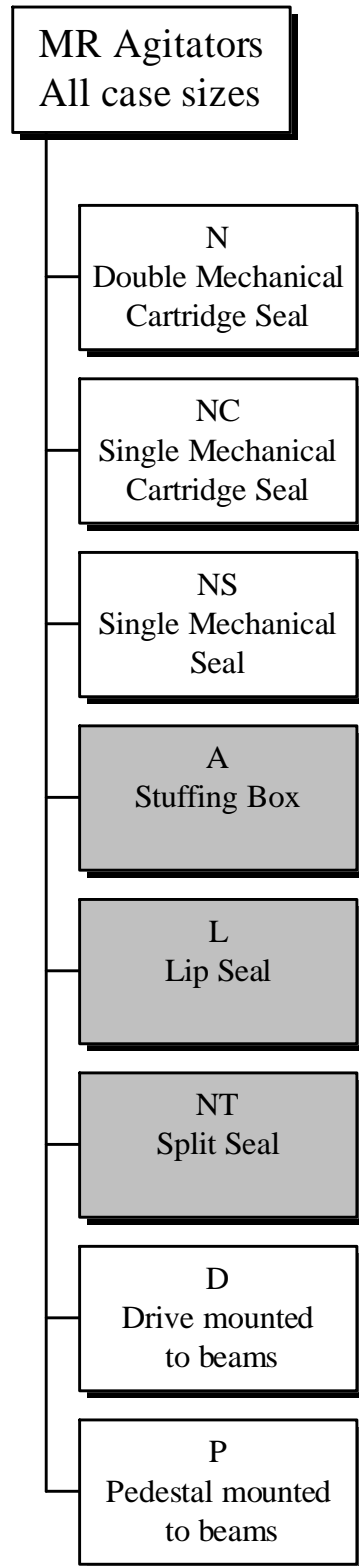 MR Agitators
All case sizes
N
Double Mechanical
Cartridge Seal
NC
Single Mechanical
Cartridge Seal
NS
Single Mechanical
Seal
A
Stuffing Box
L
Lip Seal
NT
Split Seal
D
Drive mounted
to beams
P
Pedestal mounted
to beams